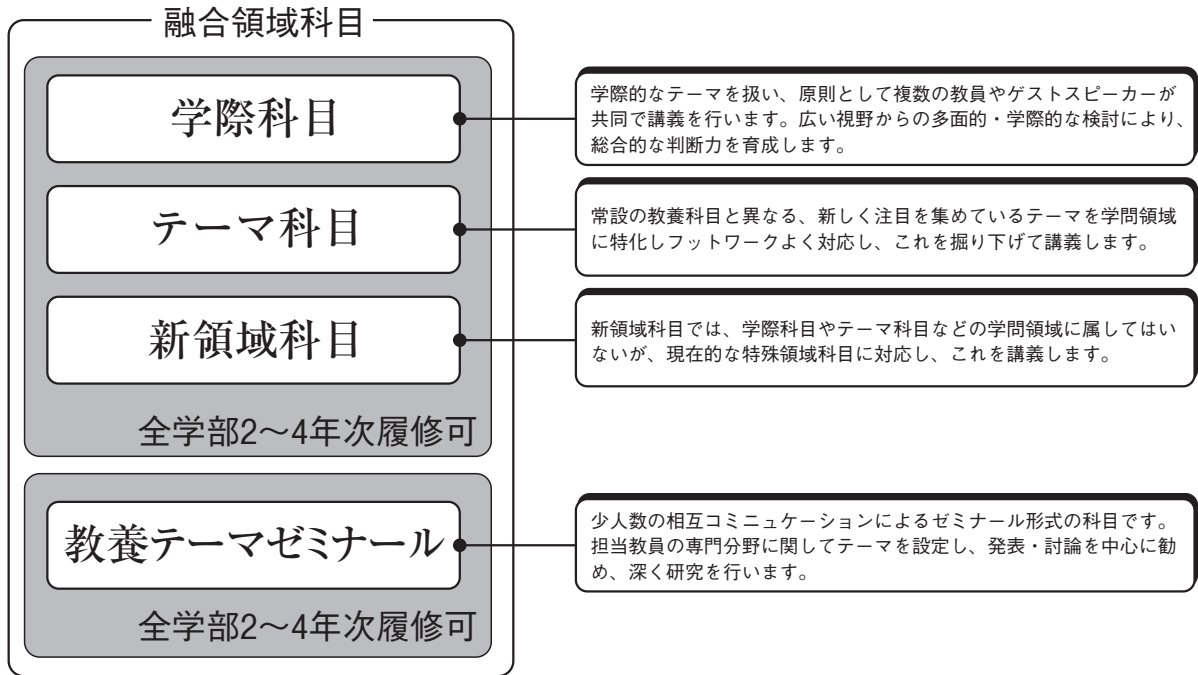 融合領域科目
学際科目
学際的なテーマを扱い、原則として複数の教員やゲストスピーカーが
共同で講義を行います。広い視野からの多面的・学際的な検討により、
総合的な判断力を育成します。
テーマ科目
常設の教養科目と異なる、新しく注目を集めているテーマを学問領域
に特化しフットワークよく対応し、これを掘り下げて講義します。
新領域科目
新領域科目では、学際科目やテーマ科目などの学問領域に属してはい
ないが、現在的な特殊領域科目に対応し、これを講義します。
全学部2～4年次履修可
教養テーマゼミナール
少人数の相互コミニュケーションによるゼミナール形式の科目です。
担当教員の専門分野に関してテーマを設定し、発表・討論を中心に勧
め、深く研究を行います。
全学部2～4年次履修可